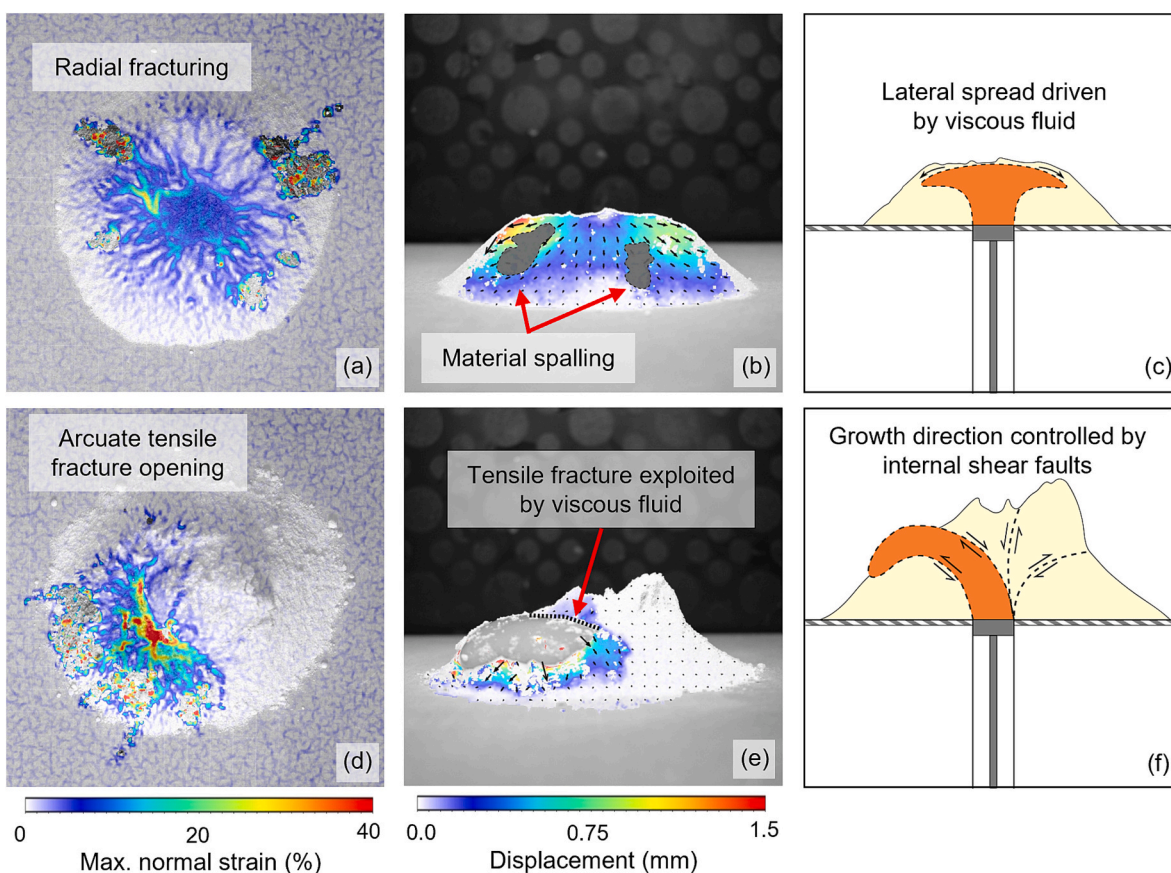 Radial fracturing
(a)
Material spalling
(b)
Lateral spread driven
by viscous fluid
(c)
Arcuate tensile
fracture opening
(d)
Tensile fracture exploited
by viscous fluid
(e)
Growth direction controlled by
internal shear faults
(f)
0 20 40
Max. normal strain (%)
0.0 0.75 1.5
Displacement (mm)